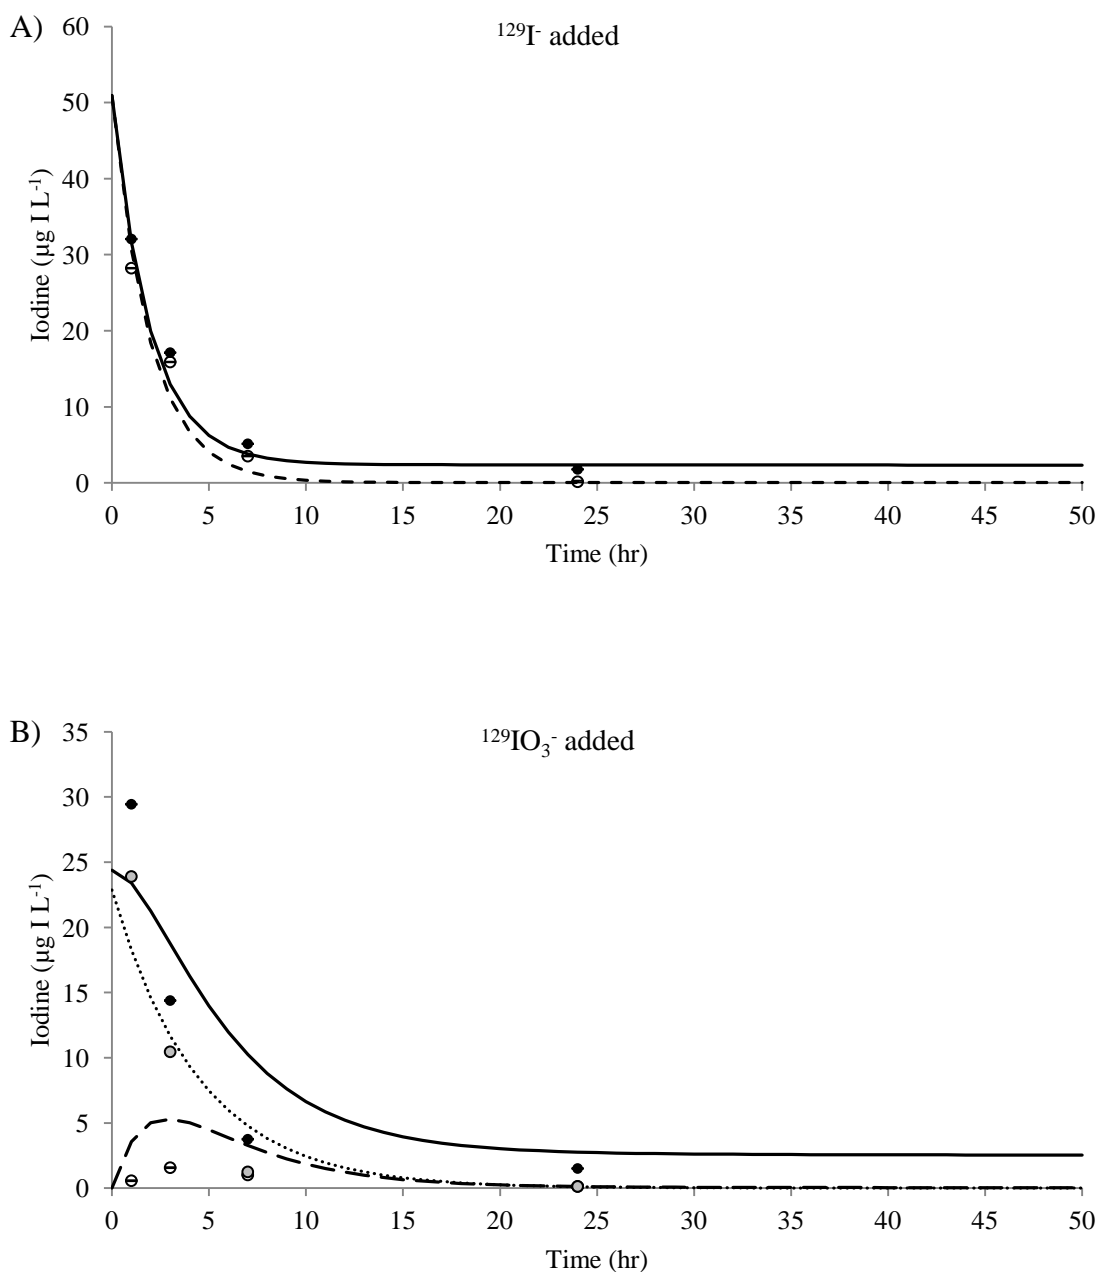 A)
¹²⁹I⁻ added
60
50
40
30
20
10
0
Iodine (µg I L⁻¹)
0 5 10 15 20 25 30 35 40 45 50
Time (hr)
B)
¹²⁹IO₃⁻ added
35
30
25
20
15
10
5
0
Iodine (µg I L⁻¹)
0 5 10 15 20 25 30 35 40 45 50
Time (hr)